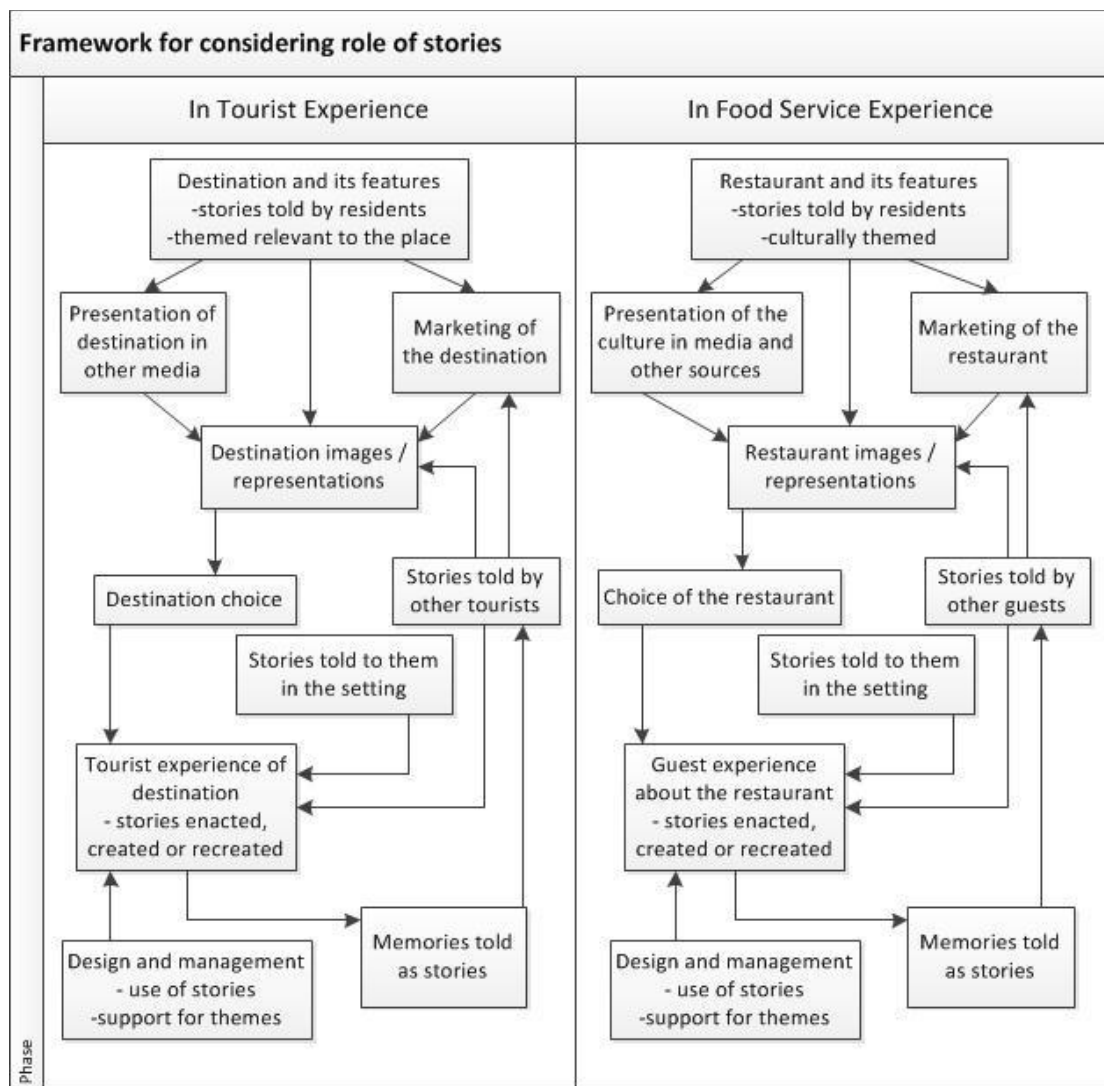 Framework for considering role of stories
In Tourist Experience
Destination and its features
-stories told by residents
-themed relevant to the place
Presentation of
destination in
other media
Marketing of
the destination
Destination images /
representations
Destination choice
Stories told by
other tourists
Stories told to them
in the setting
Tourist experience of
destination
- stories enacted,
created or recreated
Design and management
- use of stories
-support for themes
Memories told
as stories
In Food Service Experience
Restaurant and its features
-stories told by residents
-culturally themed
Presentation of the
culture in media and
other sources
Marketing of the
restaurant
Restaurant images /
representations
Choice of the restaurant
Stories told by
other guests
Stories told to them
in the setting
Guest experience
about the restaurant
- stories enacted,
created or recreated
Design and management
- use of stories
-support for themes
Memories told
as stories
Phase